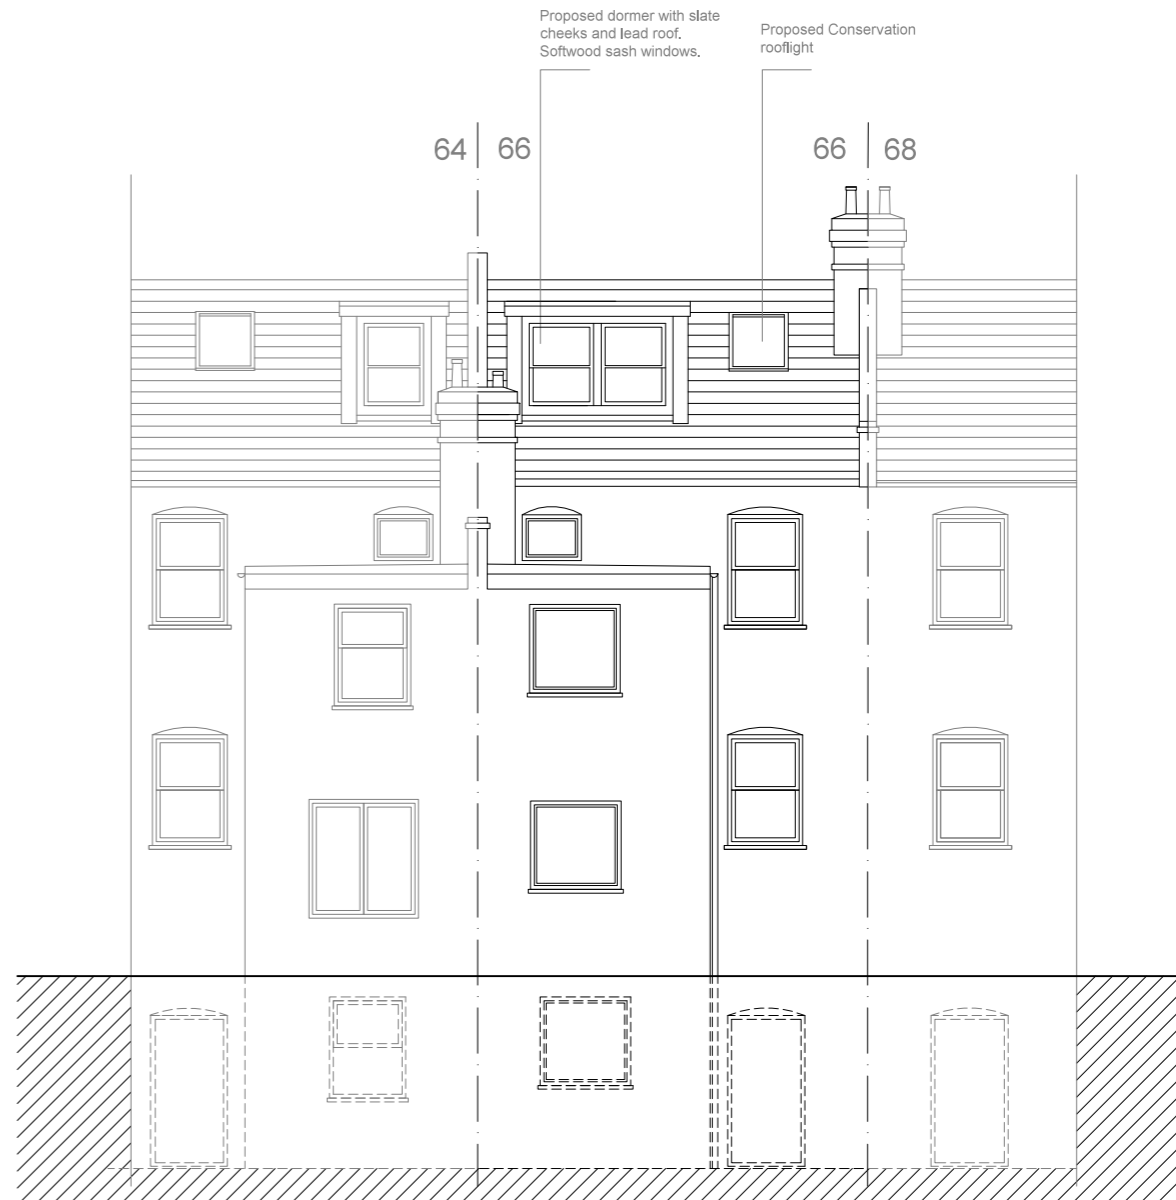 Proposed dormer with slate
cheeks and lead roof.
Softwood sash windows.
Proposed Conservation
rooflight
64 66
66 68